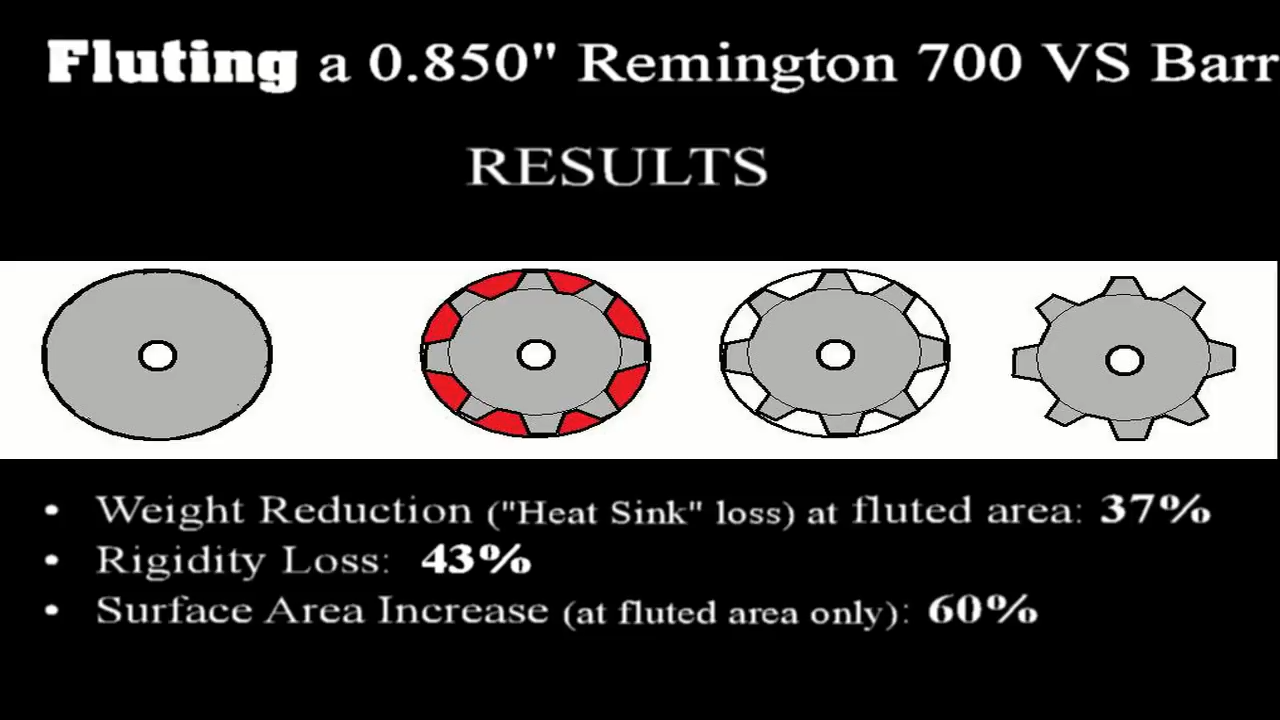 Fluting a 0.850" Remington 700 VS Barr
RESULTS
• Weight Reduction ("Heat Sink" loss) at fluted area: 37%
• Rigidity Loss: 43%
• Surface Area Increase (at fluted area only): 60%